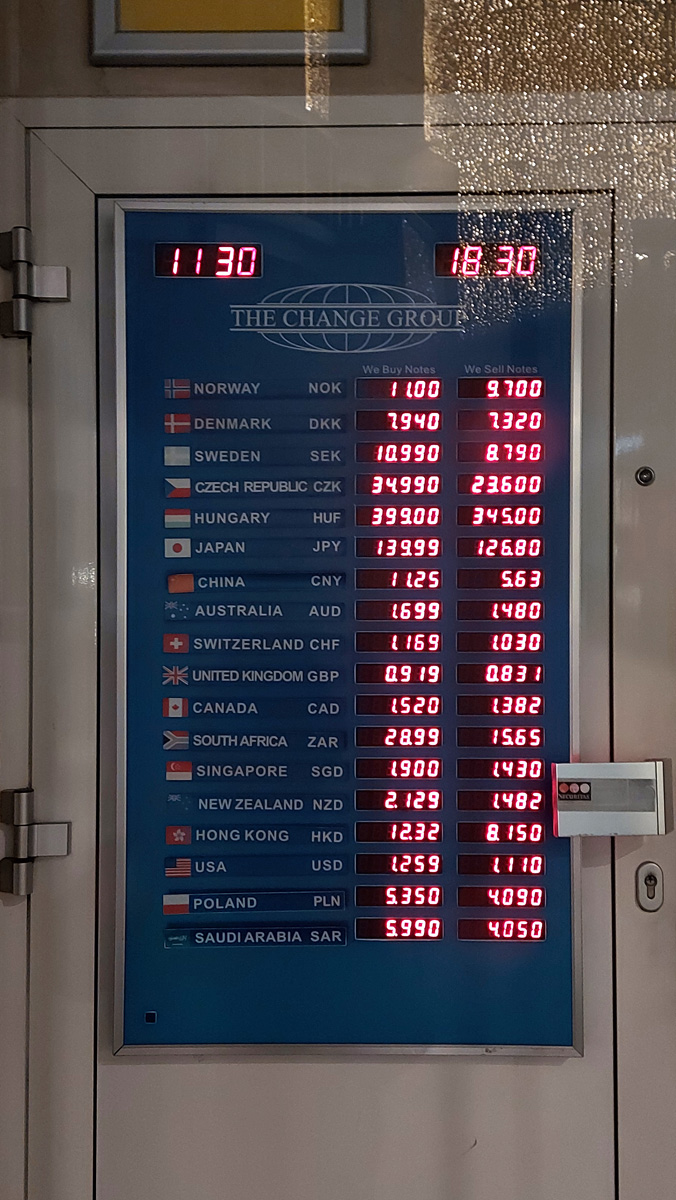 11 30 18 30
THE CHANGE GROUP
We Buy Notes We Sell Notes
NORWAY NOK 11.00 9.700
DENMARK DKK 7.940 7.320
SWEDEN SEK 10.990 8.790
CZECH REPUBLIC CZK 34.990 23.600
HUNGARY HUF 399.00 345.00
JAPAN JPY 139.99 126.80
CHINA CNY 11.25 5.63
AUSTRALIA AUD 1.699 1.480
SWITZERLAND CHF 1.169 1.030
UNITED KINGDOM GBP 0.919 0.831
CANADA CAD 1.520 1.382
SOUTH AFRICA ZAR 28.99 15.65
SINGAPORE SGD 1.900 1.430
NEW ZEALAND NZD 2.129 1.482
HONG KONG HKD 12.32 8.150
USA USD 1.259 1.110
POLAND PLN 5.350 4.090
SAUDI ARABIA SAR 5.990 4.050
SECURITAS